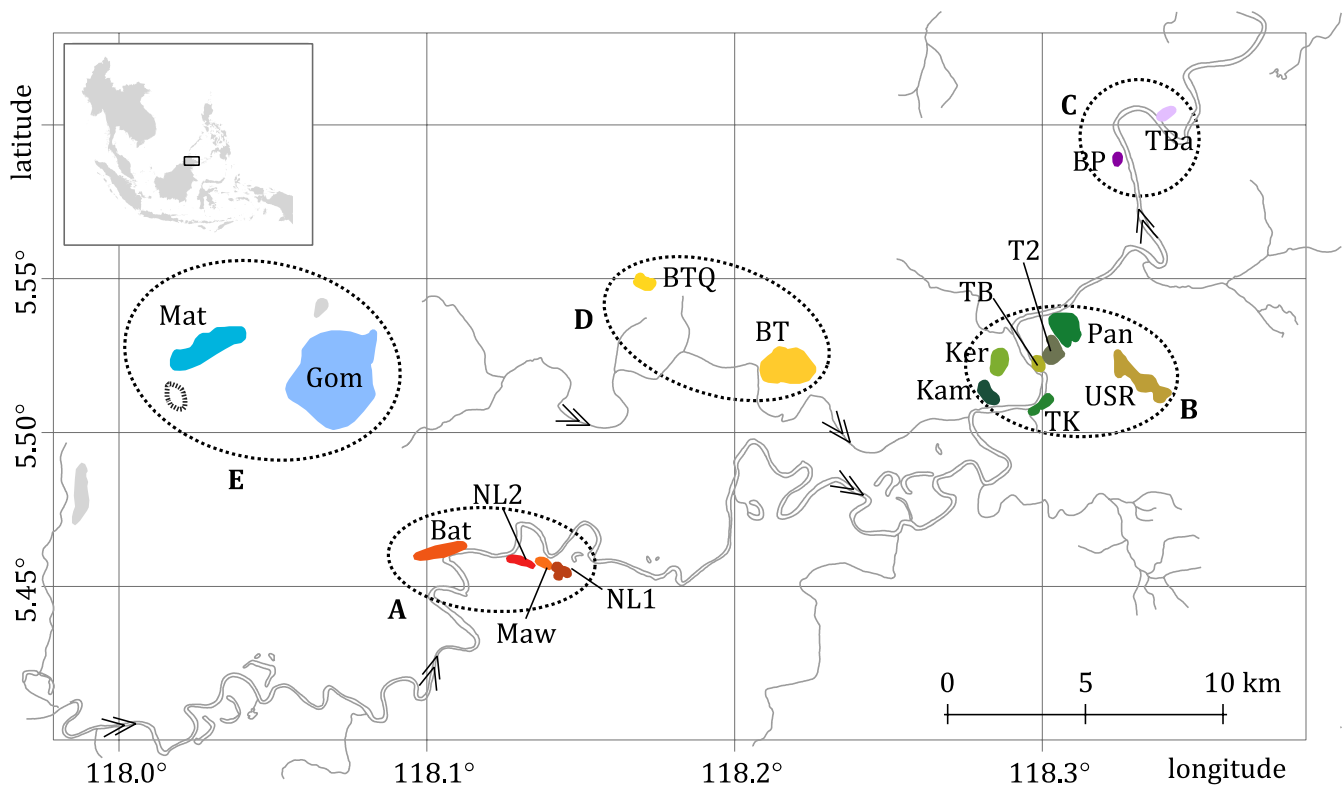 latitude
C
TBa
BP
T2
5.55°
BTQ
TB
Mat
D
BT
Pan
Ker
Gom
Kam
USR
B
TK
5.00°
E
NL2
Bat
5.45°
NL1
A
Maw
0 5 10 km
118.0° 118.1° 118.2° 118.3° longitude